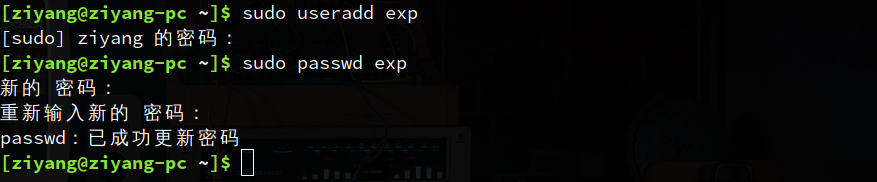 [ziyang@ziyang-pc ~]$ sudo useradd exp
[sudo] ziyang 的密码：
[ziyang@ziyang-pc ~]$ sudo passwd exp
新的 密码：
重新输入新的 密码：
passwd：已成功更新密码
[ziyang@ziyang-pc ~]$